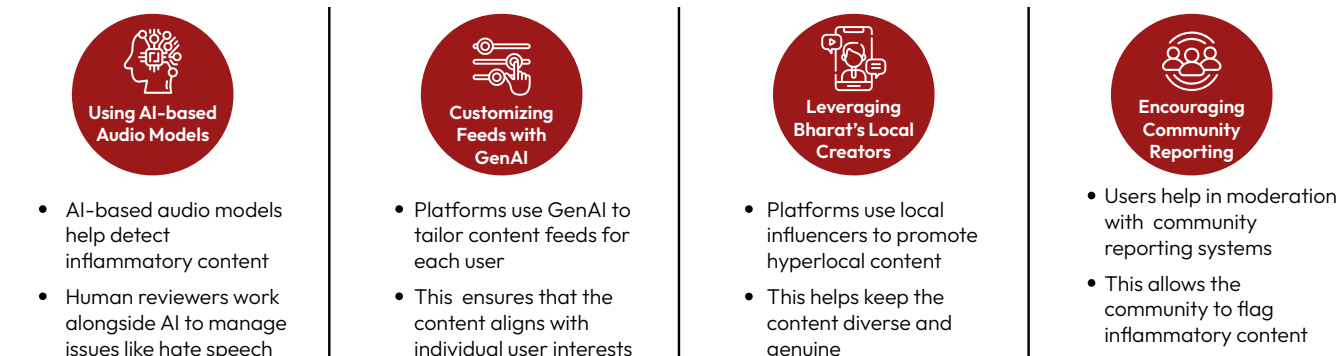 Using AI-based
Audio Models
• AI-based audio models
help detect
inflammatory content
• Human reviewers work
alongside AI to manage
issues like hate speech
Customizing
Feeds with
GenAI
• Platforms use GenAI to
tailor content feeds for
each user
• This ensures that the
content aligns with
individual user interests
Leveraging
Bharat's Local
Creators
• Platforms use local
influencers to promote
hyperlocal content
• This helps keep the
content diverse and
genuine
Encouraging
Community
Reporting
• Users help in moderation
with community
reporting systems
• This allows the
community to flag
inflammatory content